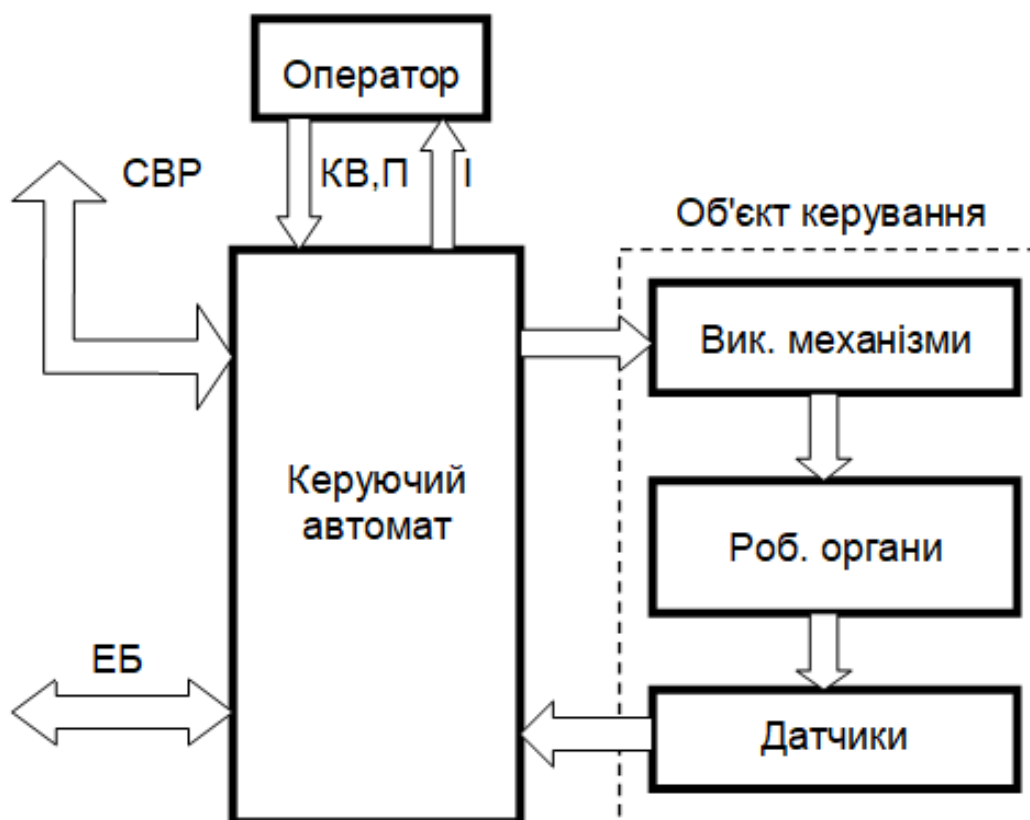 Оператор
СВР
КВ,П
І
Об'єкт керування
Вик. механізми
Керуючий
автомат
Роб. органи
ЕБ
Датчики